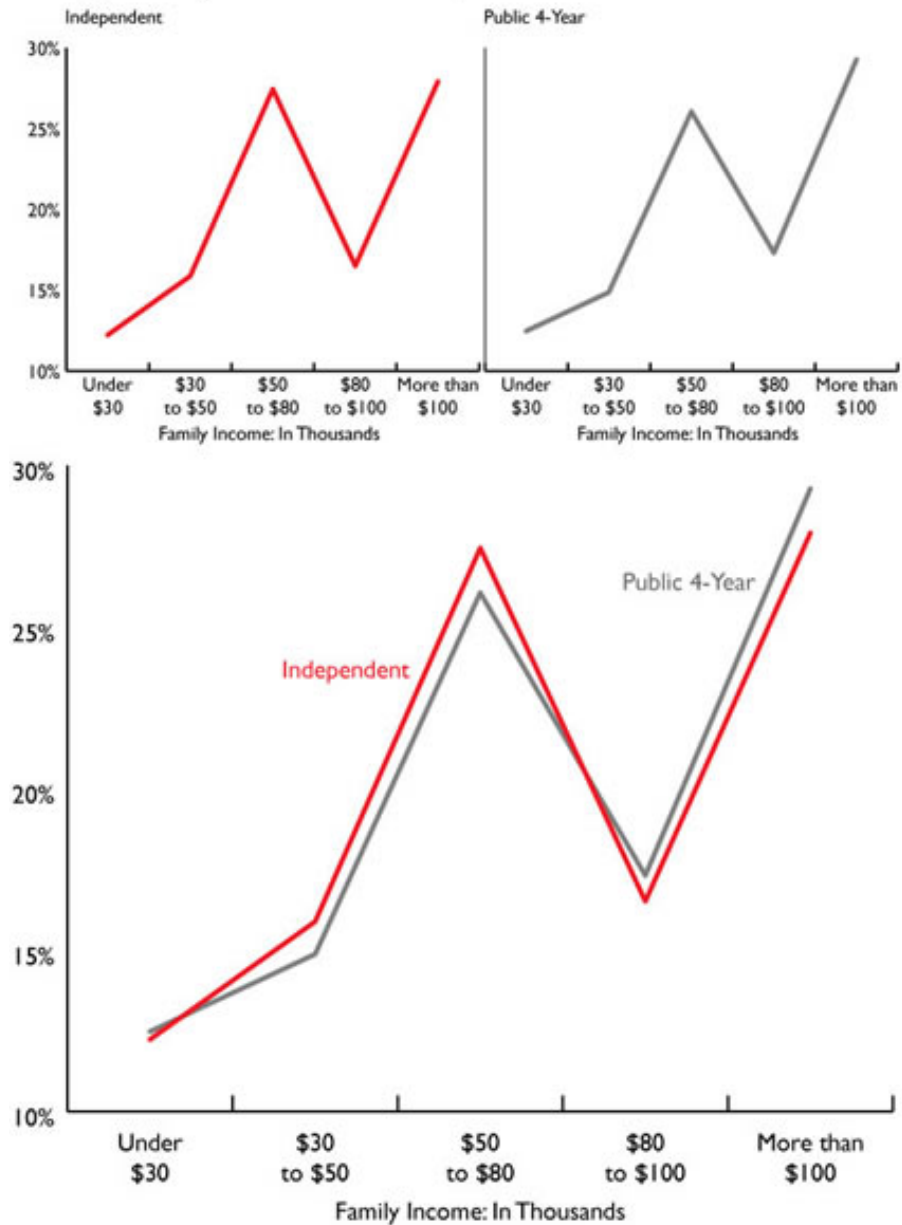 Independent
Public 4-Year
30%
25%
20%
15%
10%
Under $30
$30 to $50
$50 to $80
$80 to $100
More than $100
Under $30
$30 to $50
$50 to $80
$80 to $100
More than $100
Family Income: In Thousands
Family Income: In Thousands
30%
Public 4-Year
25%
Independent
20%
15%
10%
Under
$30
$30
to $50
$50
to $80
$80
to $100
More than
$100
Family Income: In Thousands